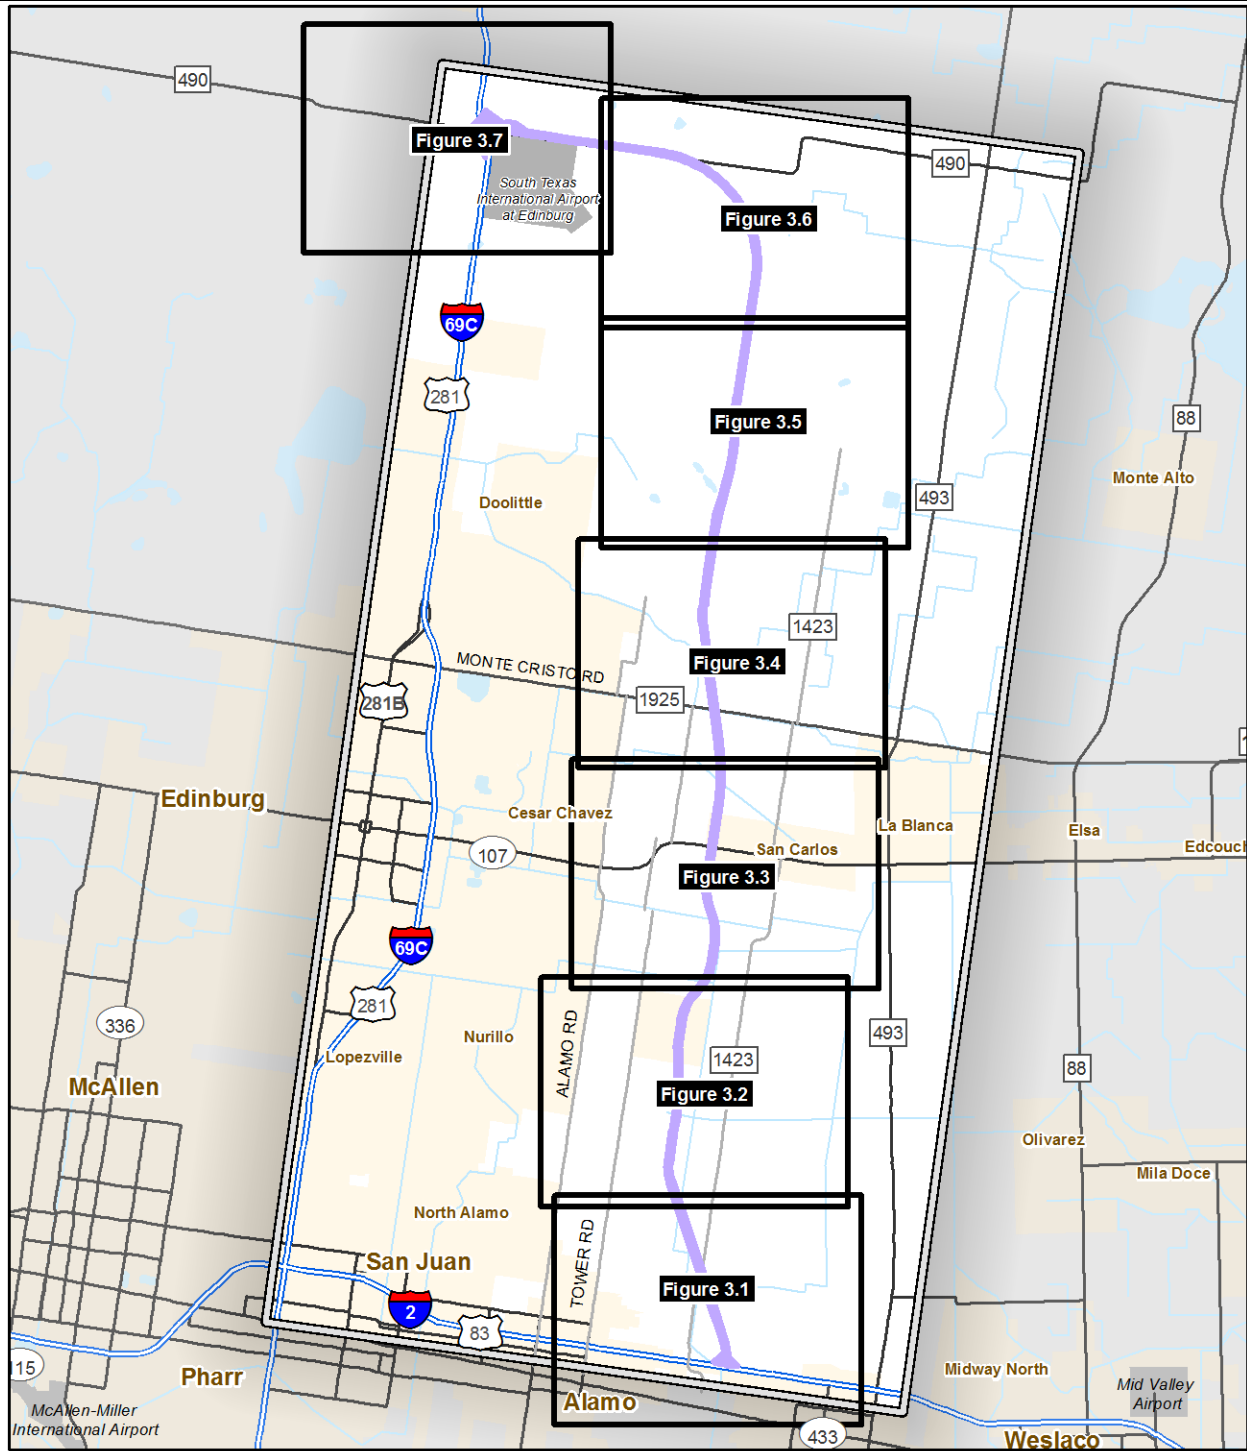 490
Figure 3.7
South Texas
International Airport
at Edinburg
490
Figure 3.6
69C
281
Figure 3.5
88
Monte Alto
493
Doolittle
1423
Figure 3.4
MONTE CRISTO RD
1925
281B
Edinburg
Cesar Chavez
La Blanca
Elsa
San Carlos
Edcouch
107
Figure 3.3
69C
281
336
ALAMO RD
Nurillo
493
Lopezville
1423
88
McAllen
Figure 3.2
Olivarez
Mila Doce
North Alamo
San Juan
TOWER RD
Figure 3.1
2
83
115
Pharr
Midway North
Mid Valley
Airport
Alamo
McAllen-Miller
International Airport
433
Weslaco